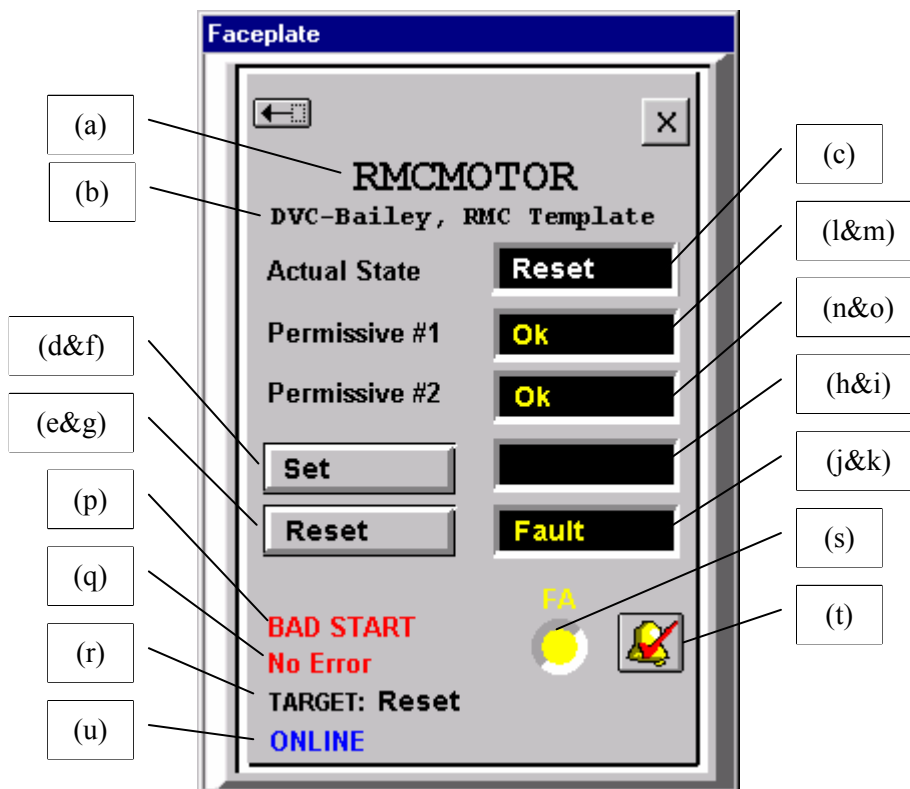 Faceplate
(a)
(b)
(c)
(l&m)
(n&o)
(d&f)
(h&i)
(e&g)
(j&k)
(p)
(s)
(q)
(t)
(r)
(u)
X
RMCMOTOR
DVC-Bailey, RMC Template
Actual State Reset
Permissive #1 Ok
Permissive #2 Ok
Set
Reset Fault
FA
BAD START
No Error
TARGET: Reset
ONLINE